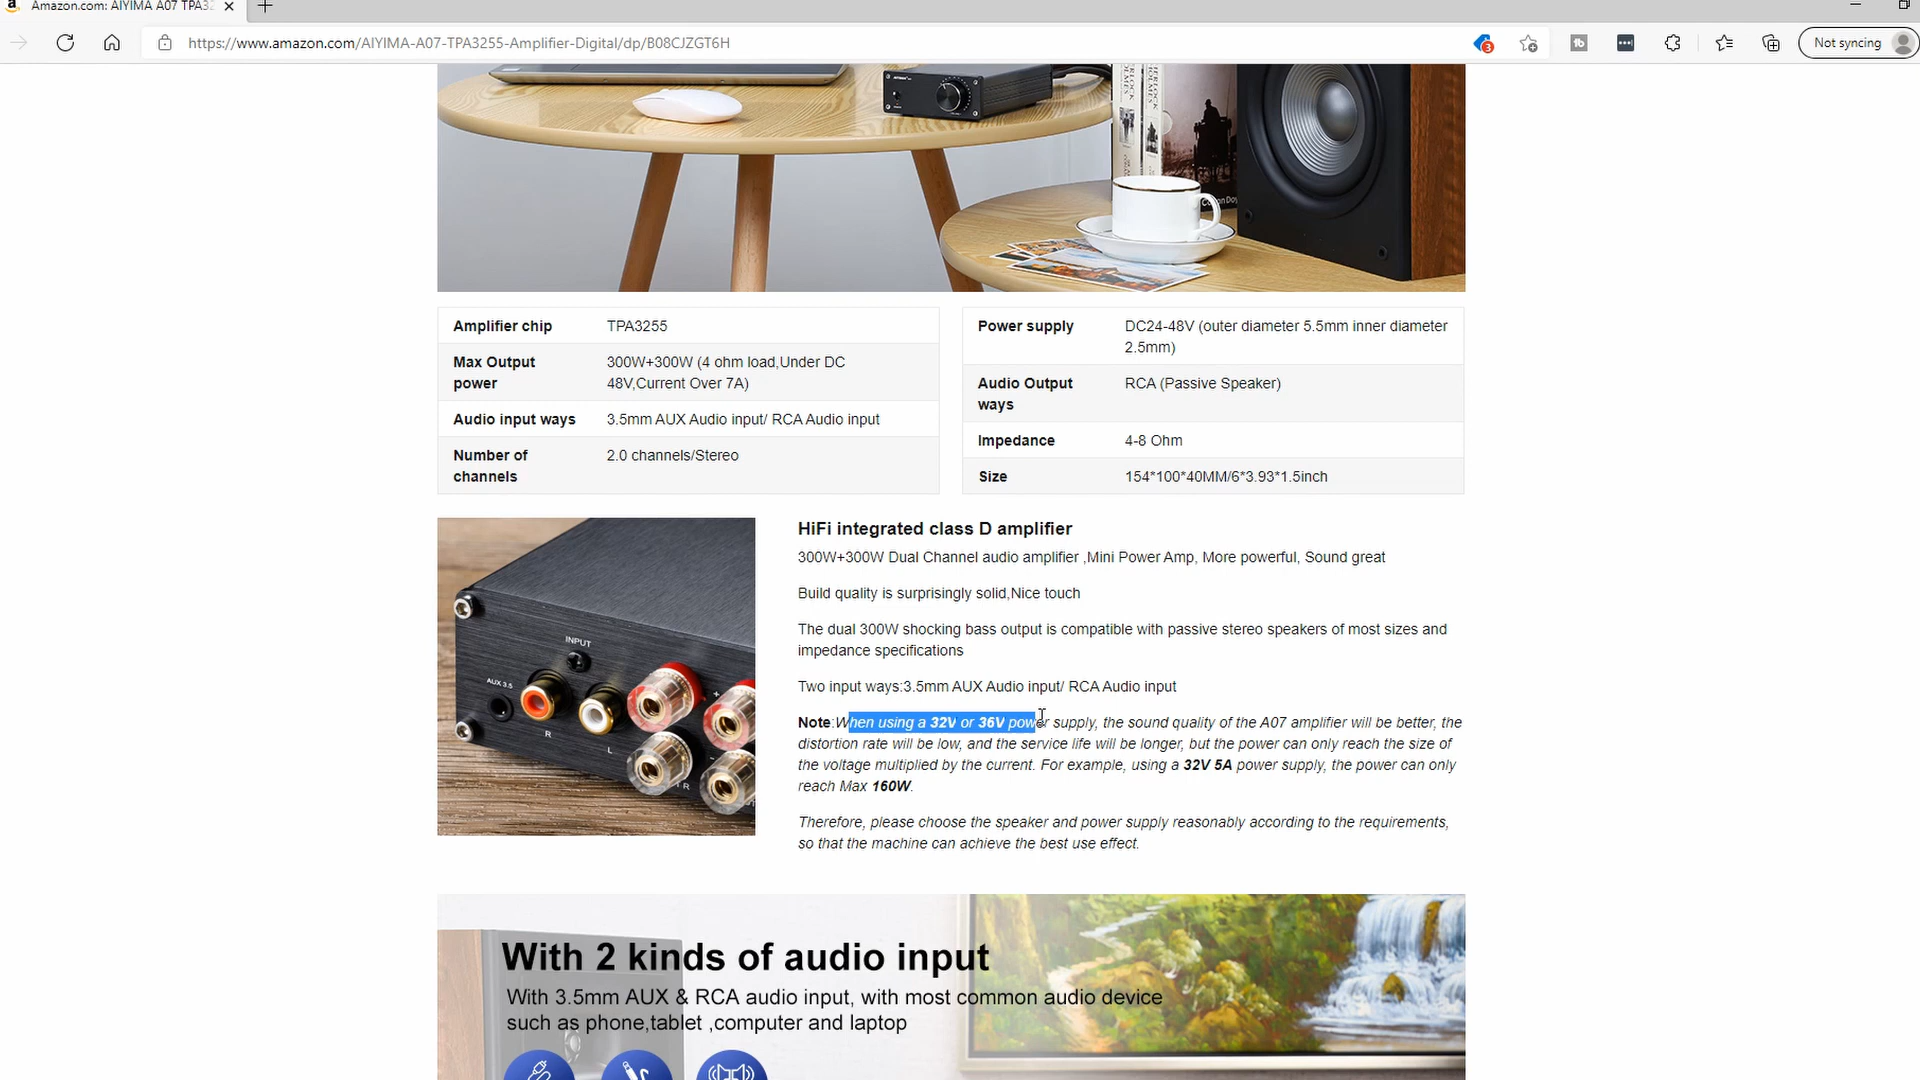 Amazon.com: AIYIMA A07 TPA32
https://www.amazon.com/AIYIMA-A07-TPA3255-Amplifier-Digital/dp/B08CJZGT6H
3
Not syncing
Amplifier chip TPA3255
Max Output power 300W+300W (4 ohm load,Under DC
48V,Current Over 7A)
Audio input ways 3.5mm AUX Audio input/ RCA Audio input
Number of channels 2.0 channels/Stereo
Power supply DC24-48V (outer diameter 5.5mm inner diameter
2.5mm)
Audio Output ways RCA (Passive Speaker)
Impedance 4-8 Ohm
Size 154*100*40MM/6*3.93*1.5inch
INPUT
AUX 3.5
R
L
R
HiFi integrated class D amplifier
300W+300W Dual Channel audio amplifier ,Mini Power Amp, More powerful, Sound great
Build quality is surprisingly solid,Nice touch
The dual 300W shocking bass output is compatible with passive stereo speakers of most sizes and
impedance specifications
Two input ways:3.5mm AUX Audio input/ RCA Audio input
Note:When using a 32V or 36V power supply, the sound quality of the A07 amplifier will be better, the
distortion rate will be low, and the service life will be longer, but the power can only reach the size of
the voltage multiplied by the current. For example, using a 32V 5A power supply, the power can only
reach Max 160W.
Therefore, please choose the speaker and power supply reasonably according to the requirements,
so that the machine can achieve the best use effect.
With 2 kinds of audio input
With 3.5mm AUX & RCA audio input, with most common audio device
such as phone,tablet ,computer and laptop